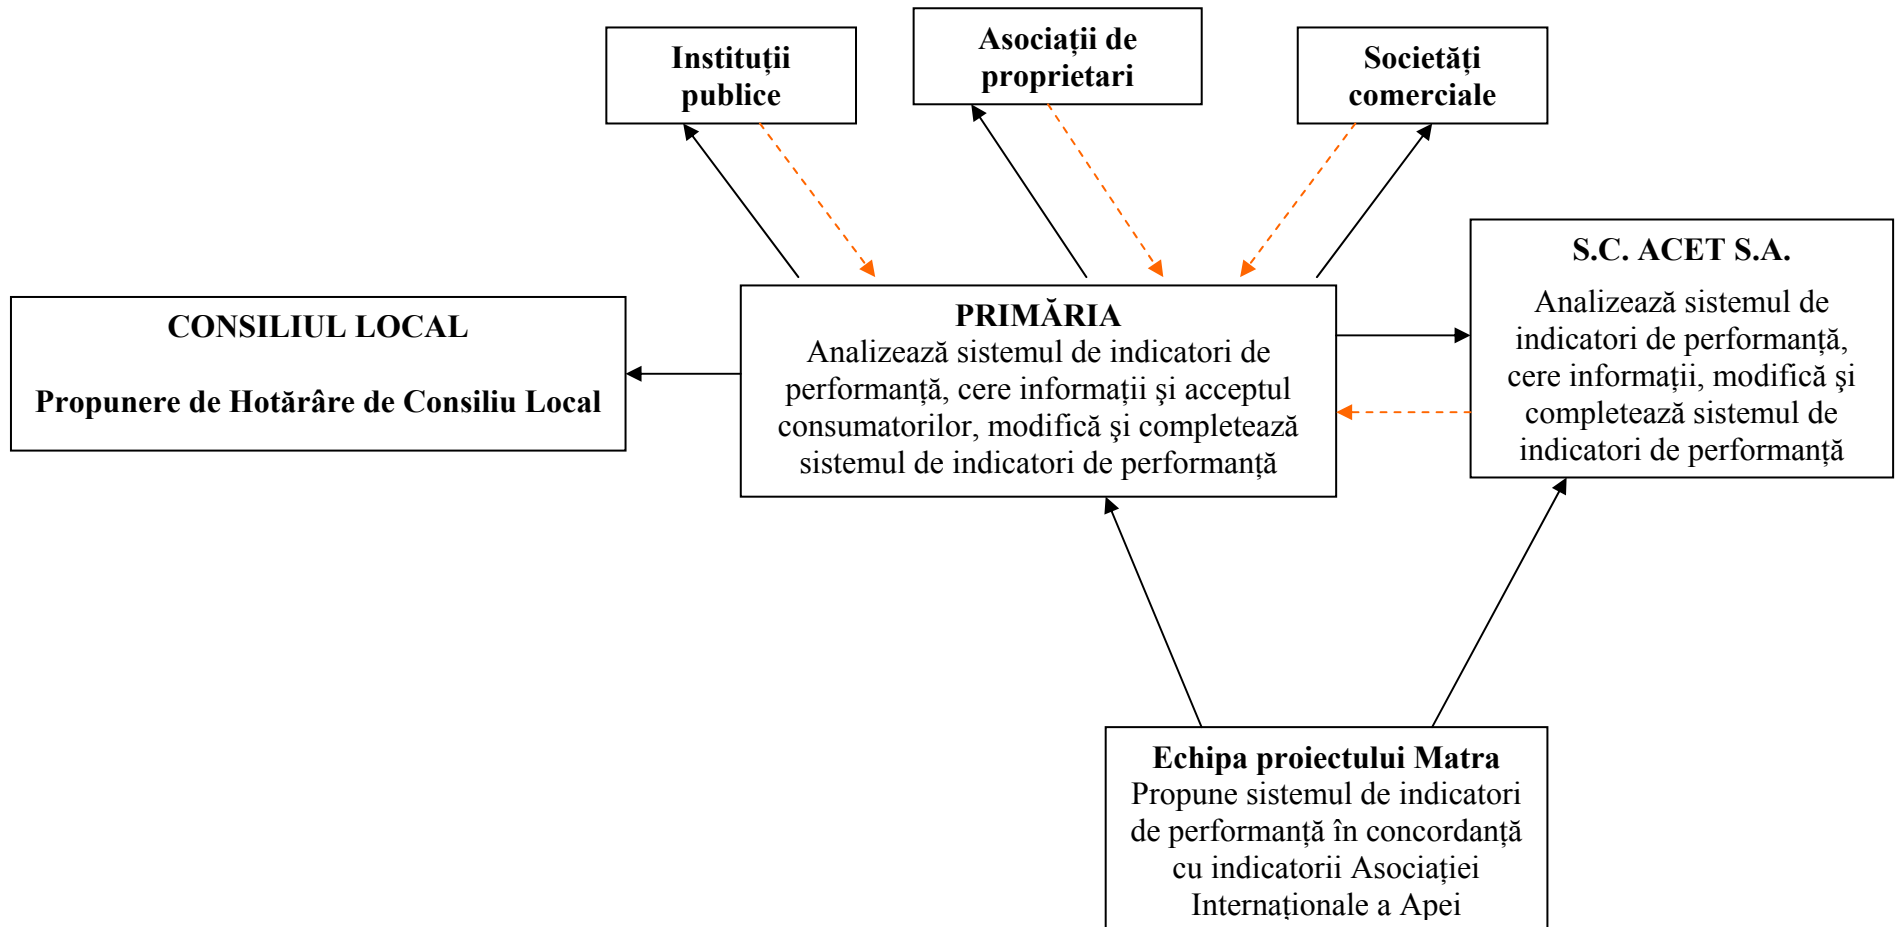 Instituții
publice
Asociații de
proprietari
Societăți
comerciale
S.C. ACET S.A.
Analizează sistemul de
indicatori de performanță,
cere informații, modifică şi
completează sistemul de
indicatori de performanță
CONSILIUL LOCAL
Propunere de Hotărâre de Consiliu Local
PRIMĂRIA
Analizează sistemul de indicatori de
performanță, cere informații şi acceptul
consumatorilor, modifică şi completează
sistemul de indicatori de performanță
Echipa proiectului Matra
Propune sistemul de indicatori
de performanță în concordanță
cu indicatorii Asociației
Internaționale a Apei